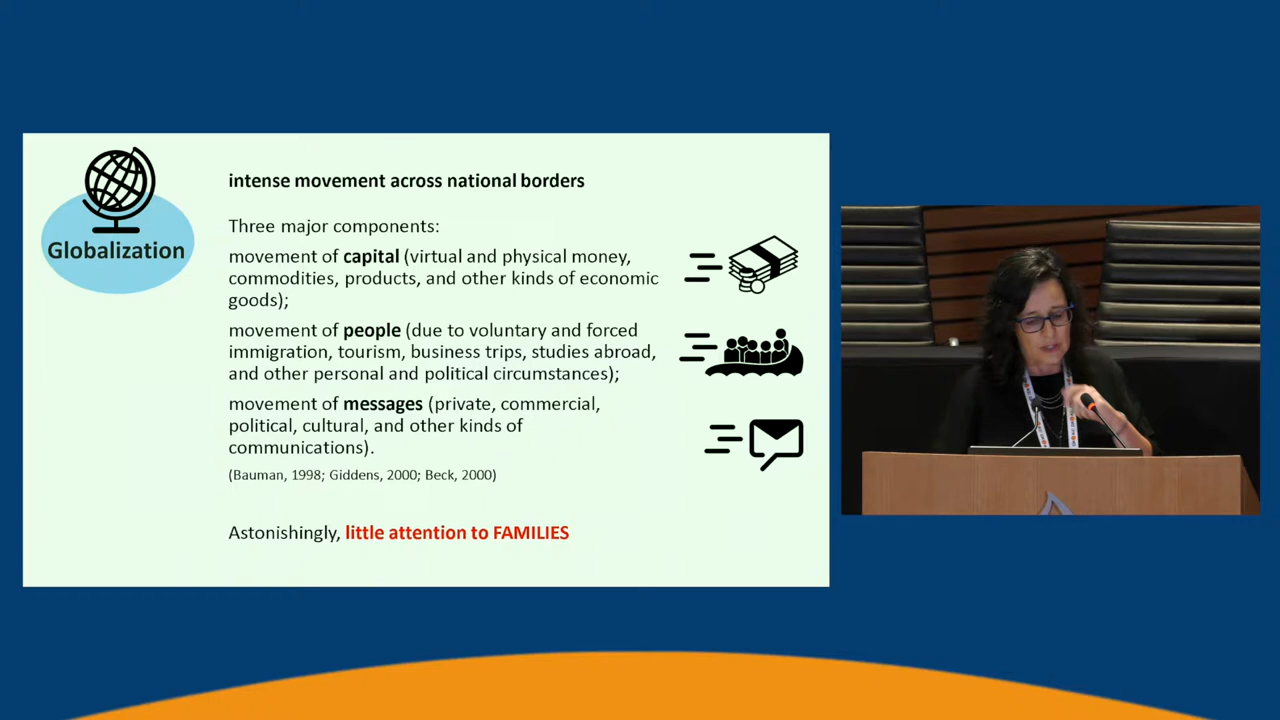 Globalization
intense movement across national borders
Three major components:
movement of capital (virtual and physical money,
commodities, products, and other kinds of economic
goods);
movement of people (due to voluntary and forced
immigration, tourism, business trips, studies abroad,
and other personal and political circumstances);
movement of messages (private, commercial,
political, cultural, and other kinds of
communications).
(Bauman, 1998; Giddens, 2000; Beck, 2000)
Astonishingly, little attention to FAMILIES